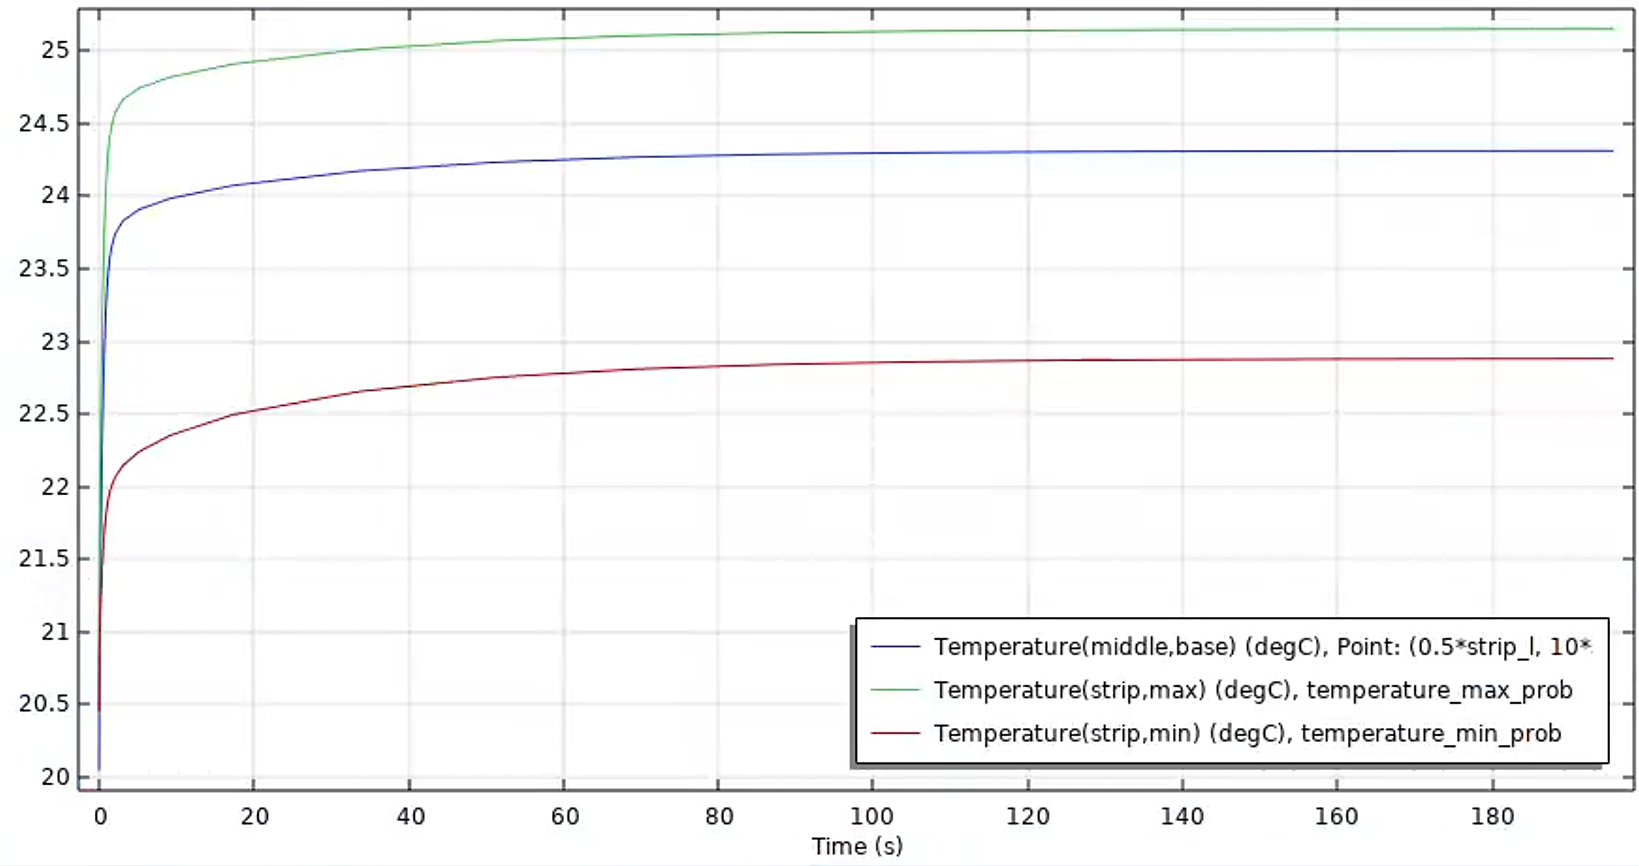 25
24.5
24
23.5
23
22.5
22
21.5
21
20.5
20
Temperature(middle,base) (degC), Point: (0.5*strip_l, 10*
Temperature(strip,max) (degC), temperature_max_prob
Temperature(strip,min) (degC), temperature_min_prob
0 20 40 60 80 100 120 140 160 180
Time (s)